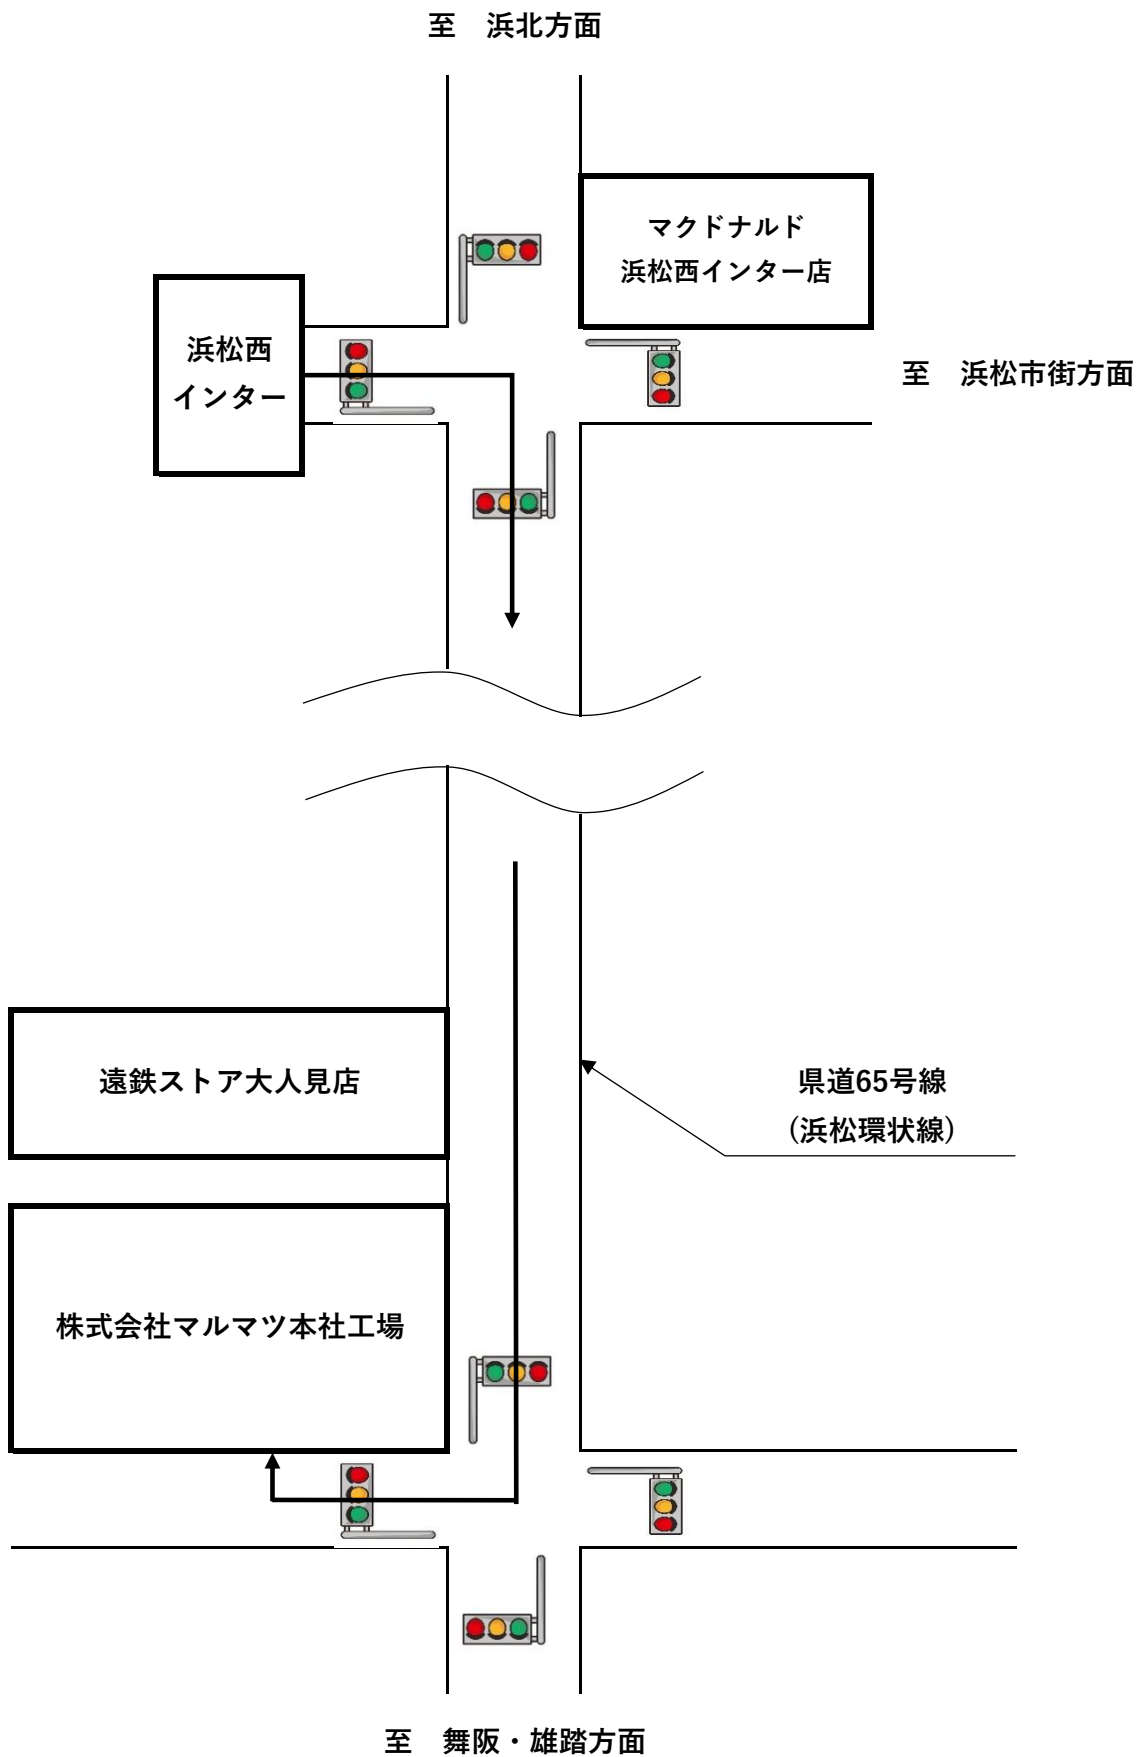 至　浜北方面
マクドナルド
浜松西インター店
浜松西
インター
至　浜松市街方面
遠鉄ストア大人見店
県道65号線
(浜松環状線)
株式会社マルマツ本社工場
至　舞阪・雄踏方面